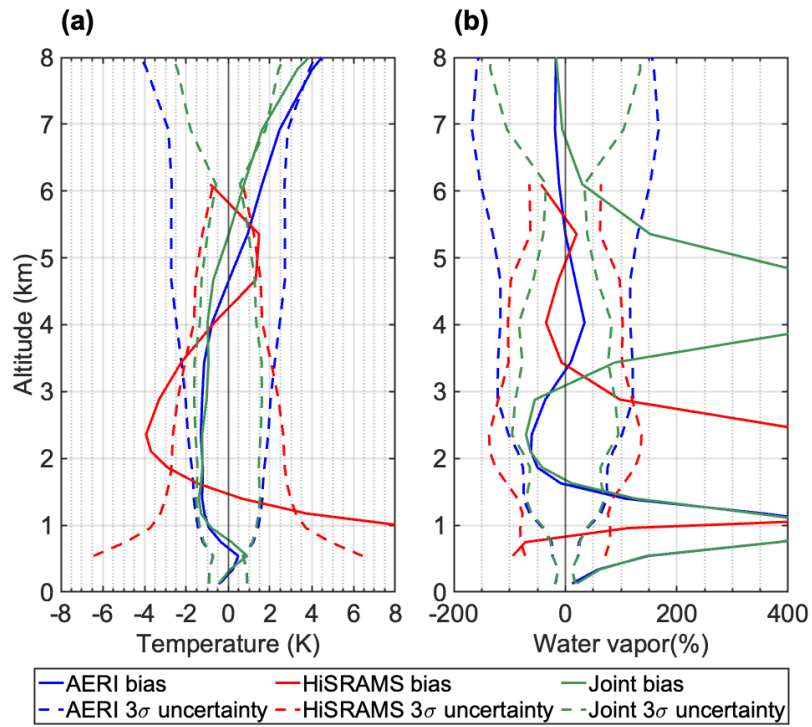 (a) (b)
8 8
7 7
6 6
5 5
4 4
3 3
2 2
1 1
0 0
Altitude (km)
-8 -6 -4 -2 0 2 4 6 8 -200 0 200 400
Temperature (K) Water vapor(%)
AERI bias HiSRAMS bias Joint bias
AERI 3σ uncertainty HiSRAMS 3σ uncertainty Joint 3σ uncertainty